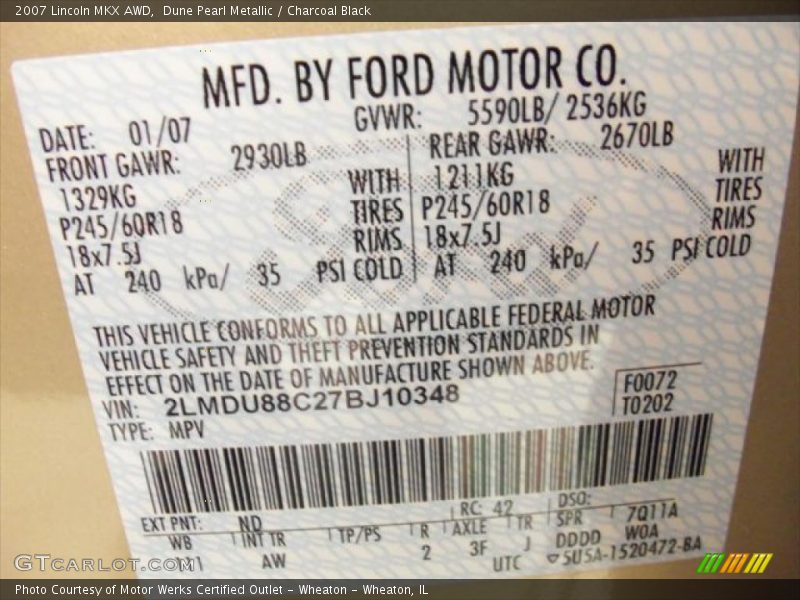 2007 Lincoln MKX AWD,  Dune Pearl Metallic / Charcoal Black
MFD. BY FORD MOTOR CO.
DATE: 01/07 GVWR: 5590LB/ 2536KG
FRONT GAWR: 2930LB REAR GAWR: 2670LB
1329KG WITH 1211KG WITH
P245/60R18 TIRES P245/60R18 TIRES
18x7.5J RIMS 18x7.5J RIMS
AT 240 kPa/ 35 PSI COLD AT 240 kPa/ 35 PSI COLD
THIS VEHICLE CONFORMS TO ALL APPLICABLE FEDERAL MOTOR
VEHICLE SAFETY AND THEFT PREVENTION STANDARDS IN
EFFECT ON THE DATE OF MANUFACTURE SHOWN ABOVE.
VIN: 2LMDU88C27BJ10348 F0072
TYPE: MPV T0202
EXT PNT: ND RC: 42 DSO:
WB INT TR TP/PS R AXLE TR SPR 7Q11A
AW 2 3F J DDDD WOA
UTC 5U5A-1520472-BA
Ford
GTCARLOT.COM
Photo Courtesy of Motor Werks Certified Outlet - Wheaton - Wheaton, IL